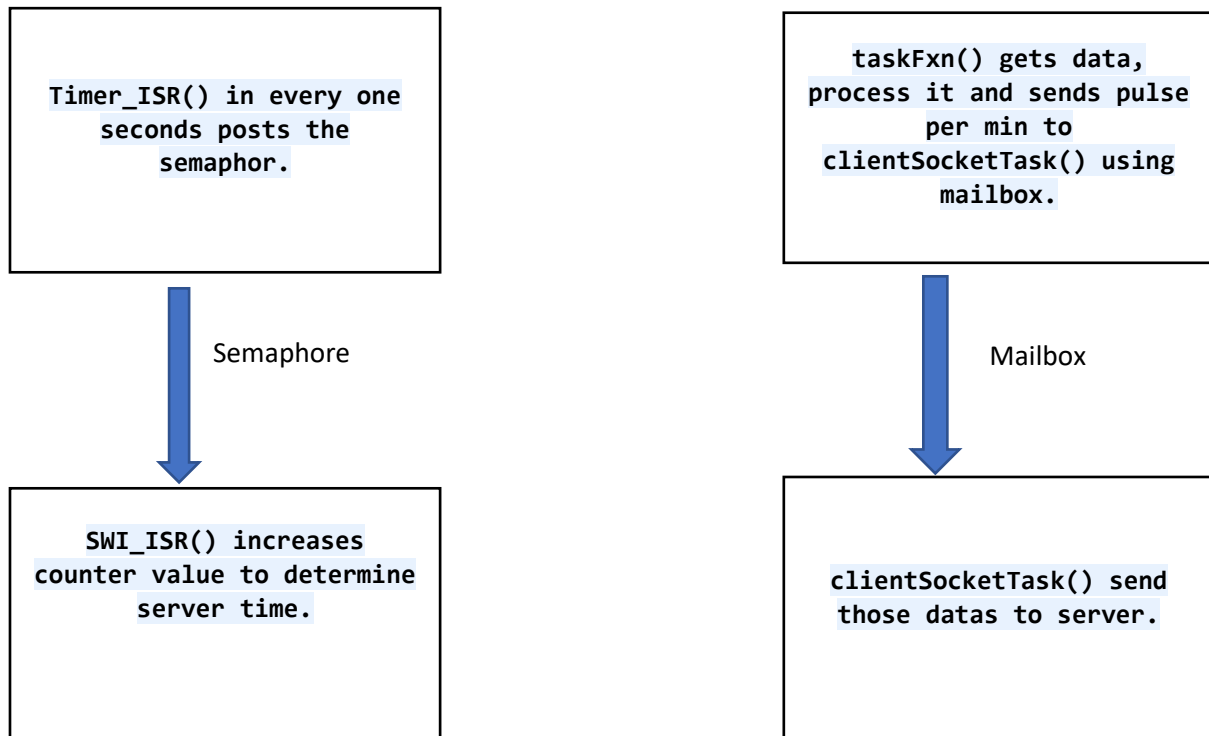 Timer_ISR() in every one
seconds posts the
semaphor.
taskFxn() gets data,
process it and sends pulse
per min to
clientSocketTask() using
mailbox.
Semaphore
Mailbox
SWI_ISR() increases
counter value to determine
server time.
clientSocketTask() send
those datas to server.